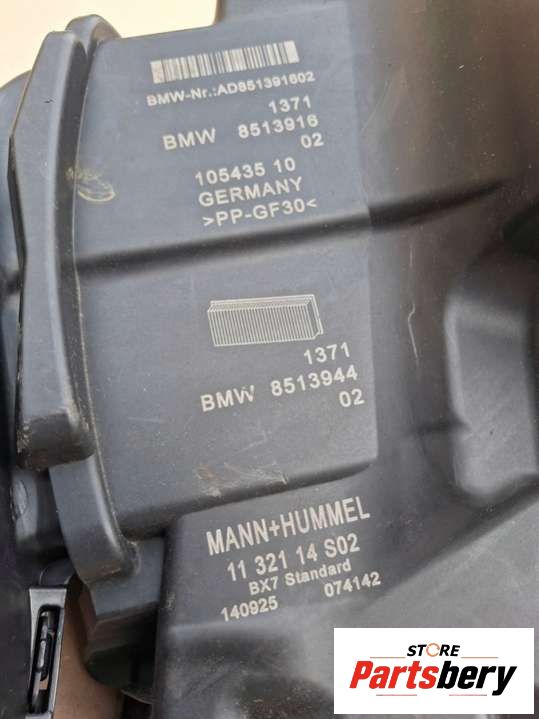 BMW-Nr.:AD851391602
1371
BMW 8513916
02
105435 10
GERMANY
>PP-GF30<
1371
BMW 8513944
02
MANN+HUMMEL
11 321 14 S02
BX7 Standard
140925 074142
STORE
Partsbery